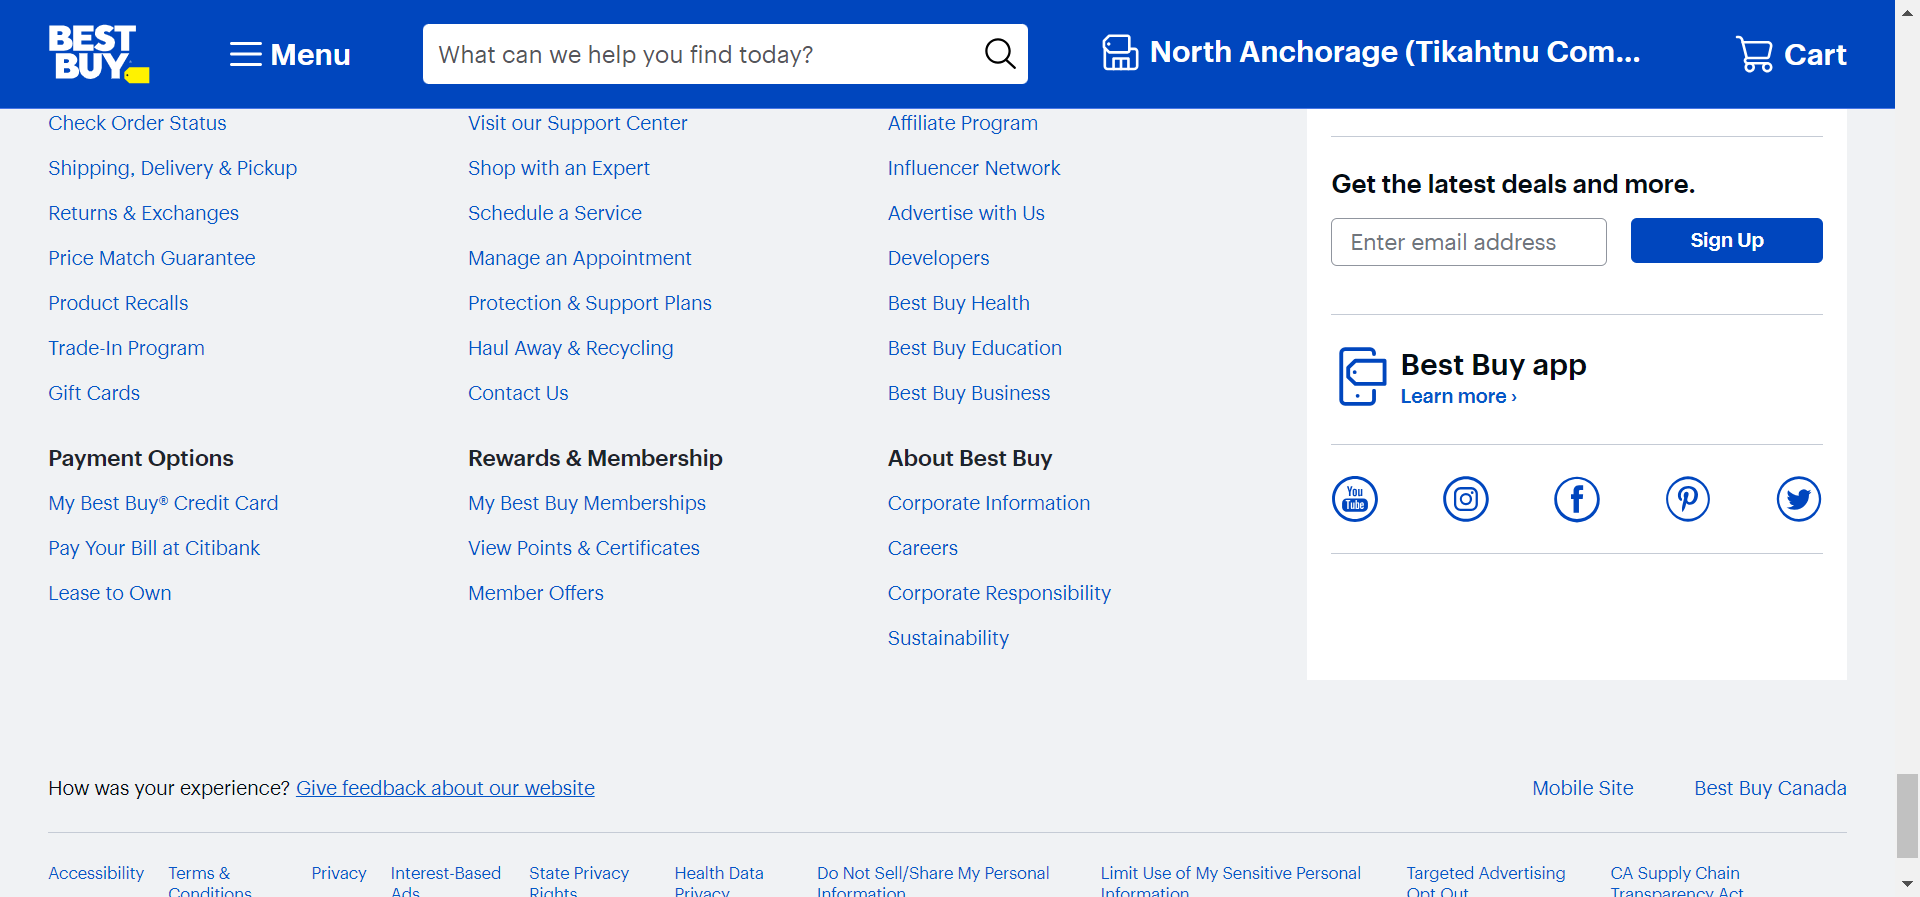 BEST
BUY
Menu
What can we help you find today?
North Anchorage (Tikahtnu Com...
Cart
Check Order Status
Shipping, Delivery & Pickup
Returns & Exchanges
Price Match Guarantee
Product Recalls
Trade-In Program
Gift Cards
Visit our Support Center
Shop with an Expert
Schedule a Service
Manage an Appointment
Protection & Support Plans
Haul Away & Recycling
Contact Us
Affiliate Program
Influencer Network
Advertise with Us
Developers
Best Buy Health
Best Buy Education
Best Buy Business
Payment Options
My Best Buy® Credit Card
Pay Your Bill at Citibank
Lease to Own
Rewards & Membership
My Best Buy Memberships
View Points & Certificates
Member Offers
About Best Buy
Corporate Information
Careers
Corporate Responsibility
Sustainability
Get the latest deals and more.
Enter email address
Sign Up
Best Buy app
Learn more ›
You
Tube
How was your experience? Give feedback about our website
Mobile Site
Best Buy Canada
Accessibility
Terms &
Conditions
Privacy
Interest-Based
Ads
State Privacy
Rights
Health Data
Privacy
Do Not Sell/Share My Personal
Information
Limit Use of My Sensitive Personal
Information
Targeted Advertising
Opt Out
CA Supply Chain
Transparency Act